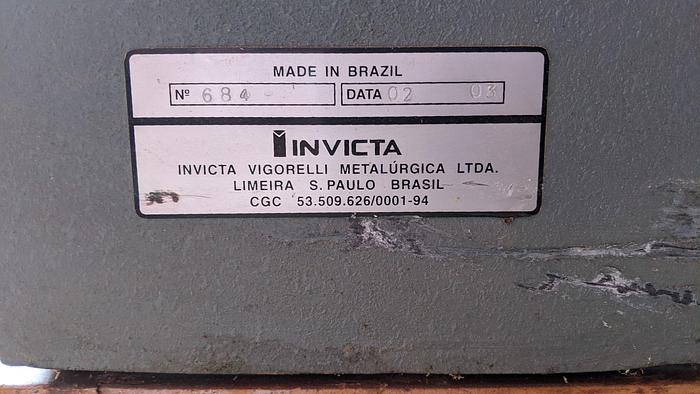 MADE IN BRAZIL
Nº 684 DATA 02 03
INVICTA
INVICTA VIGORELLI METALÚRGICA LTDA.
LIMEIRA S. PAULO BRASIL
CGC 53.509.626/0001-94